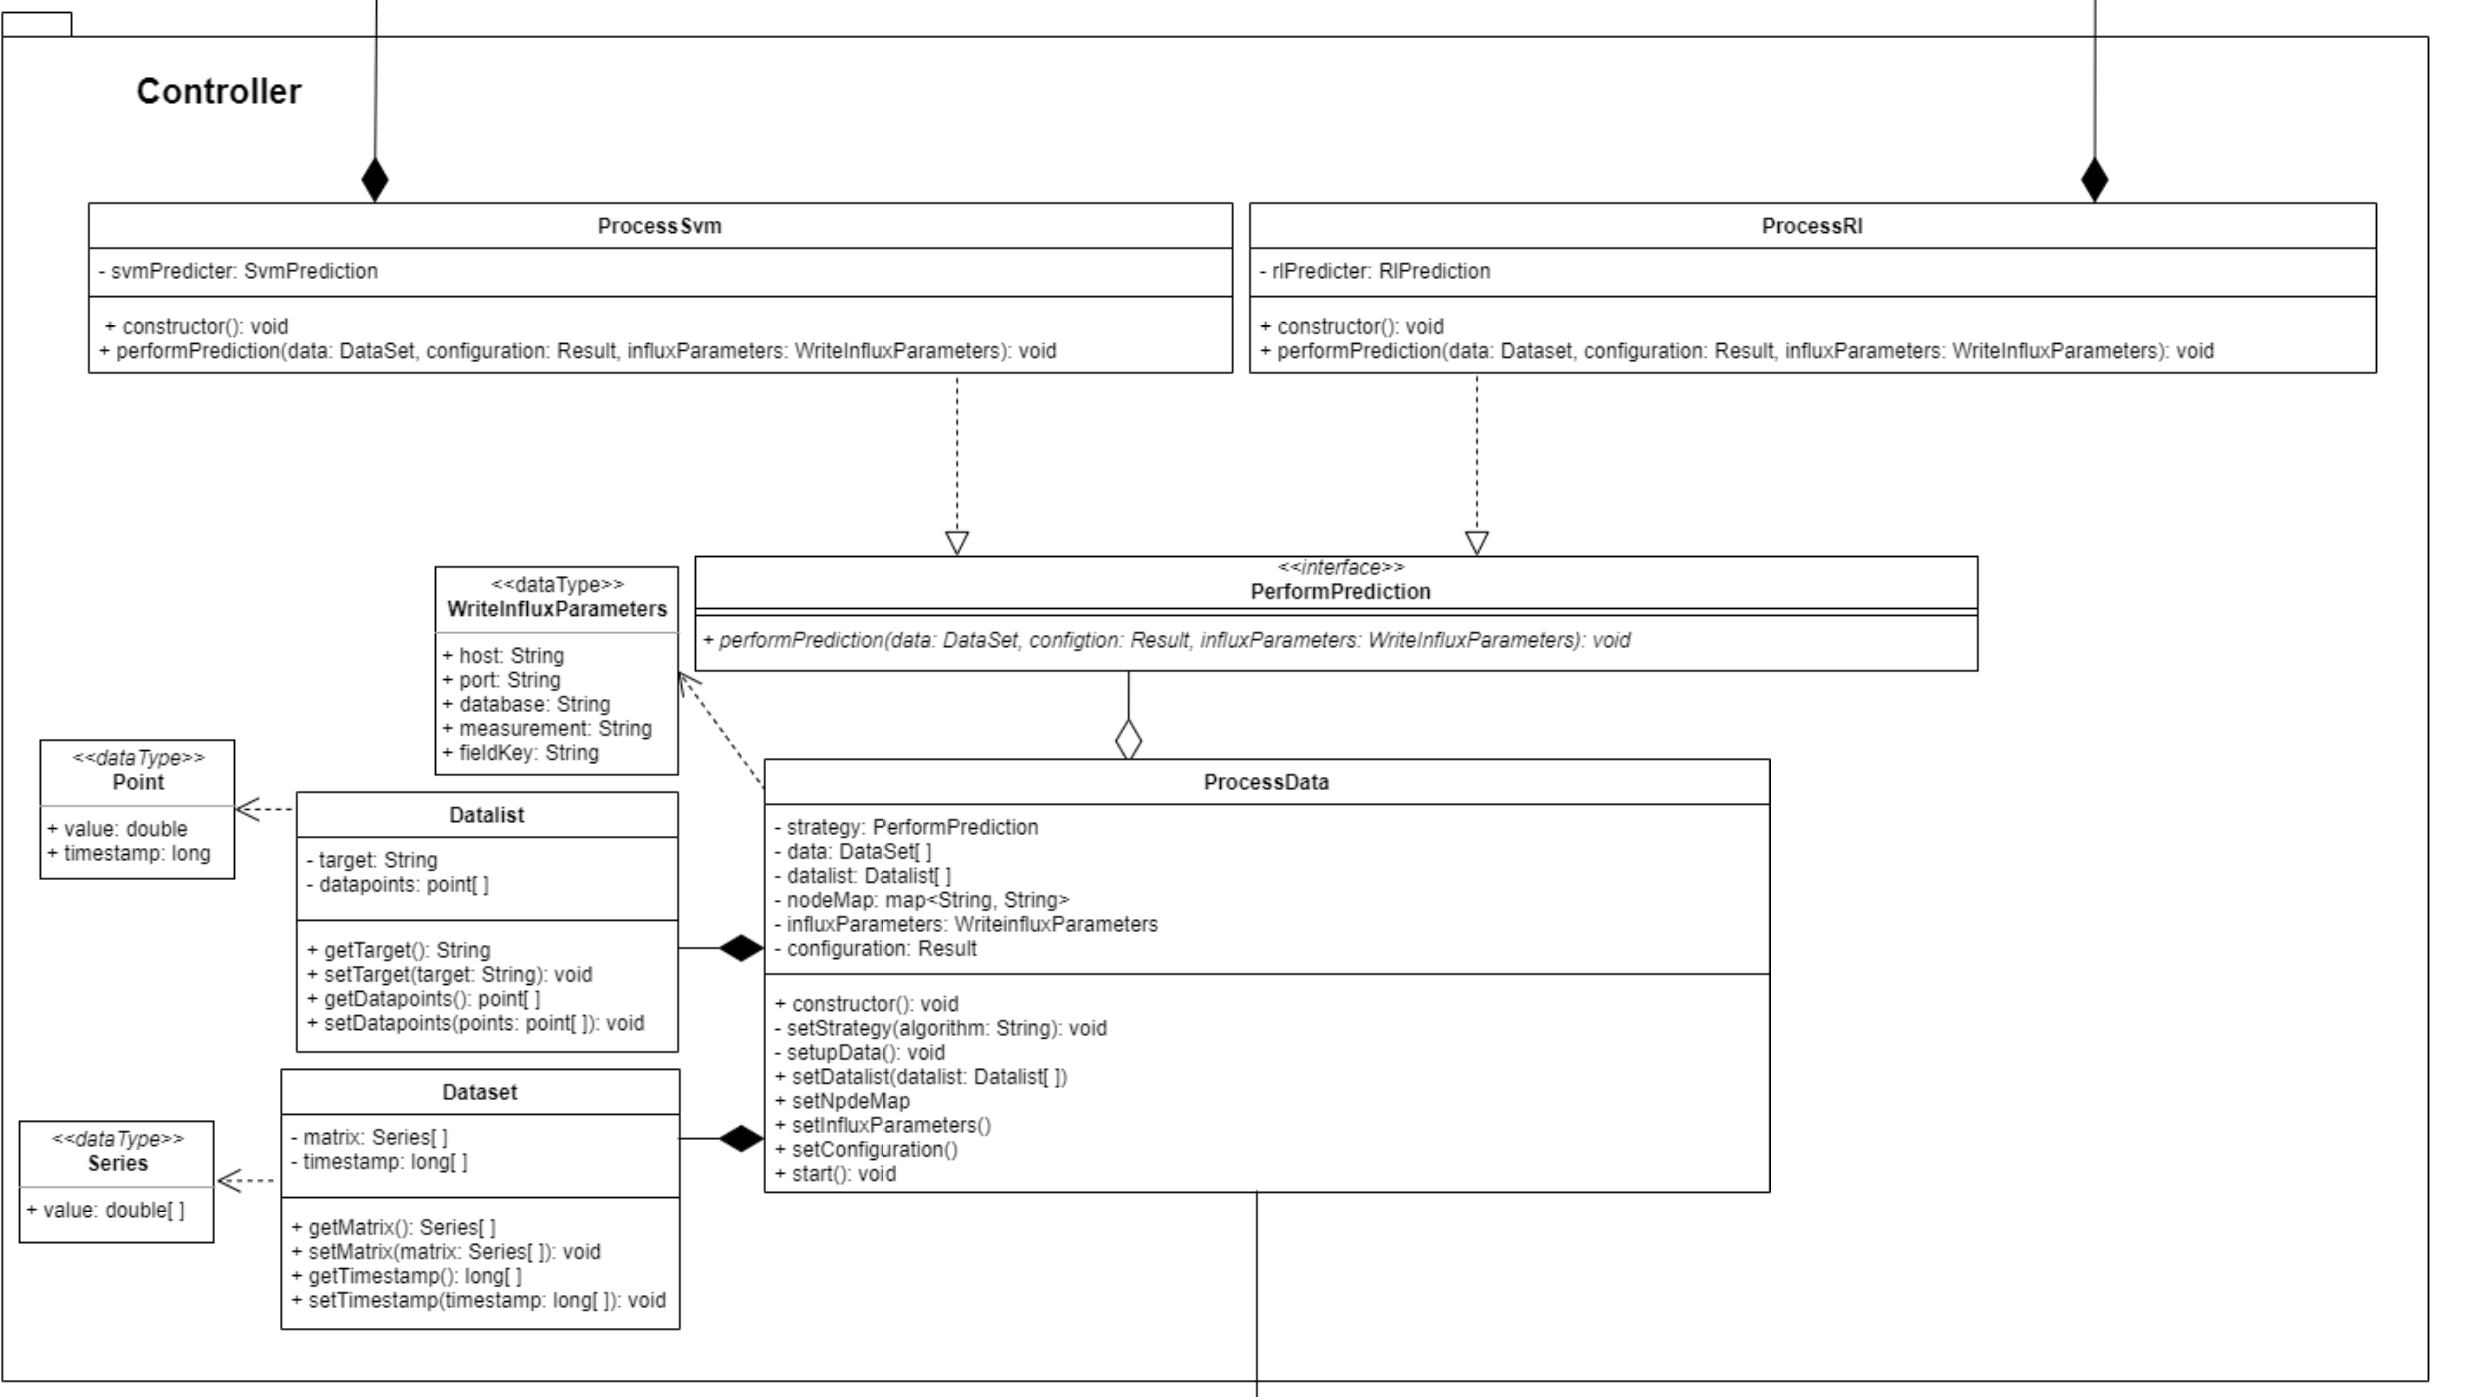 Controller
ProcessSvm
- svmPredicter: SvmPrediction
+ constructor(): void
+ performPrediction(data: DataSet, configuration: Result, influxParameters: WriteInfluxParameters): void
ProcessRl
- rlPredicter: RlPrediction
+ constructor(): void
+ performPrediction(data: Dataset, configuration: Result, influxParameters: WriteInfluxParameters): void
<<interface>>
PerformPrediction
+ performPrediction(data: DataSet, configtion: Result, influxParameters: WriteInfluxParameters): void
<<dataType>>
WriteInfluxParameters
+ host: String
+ port: String
+ database: String
+ measurement: String
+ fieldKey: String
<<dataType>>
Point
+ value: double
+ timestamp: long
Datalist
- target: String
- datapoints: point[ ]
+ getTarget(): String
+ setTarget(target: String): void
+ getDatapoints(): point[ ]
+ setDatapoints(points: point[ ]): void
ProcessData
- strategy: PerformPrediction
- data: DataSet[ ]
- datalist: Datalist[ ]
- nodeMap: map<String, String>
- influxParameters: WriteinfluxParameters
- configuration: Result
+ constructor(): void
- setStrategy(algorithm: String): void
- setupData(): void
+ setDatalist(datalist: Datalist[ ])
+ setNpdeMap
+ setInfluxParameters()
+ setConfiguration()
+ start(): void
Dataset
- matrix: Series[ ]
- timestamp: long[ ]
+ getMatrix(): Series[ ]
+ setMatrix(matrix: Series[ ]): void
+ getTimestamp(): long[ ]
+ setTimestamp(timestamp: long[ ]): void
<<dataType>>
Series
+ value: double[ ]